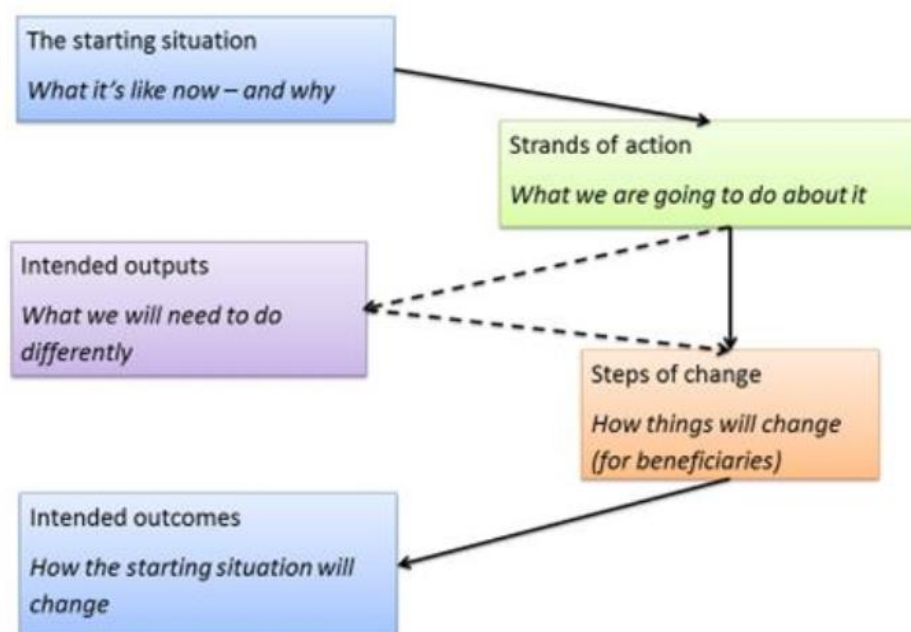 The starting situation
What it's like now – and why
Strands of action
What we are going to do about it
Intended outputs
What we will need to do
differently
Steps of change
How things will change
(for beneficiaries)
Intended outcomes
How the starting situation will
change